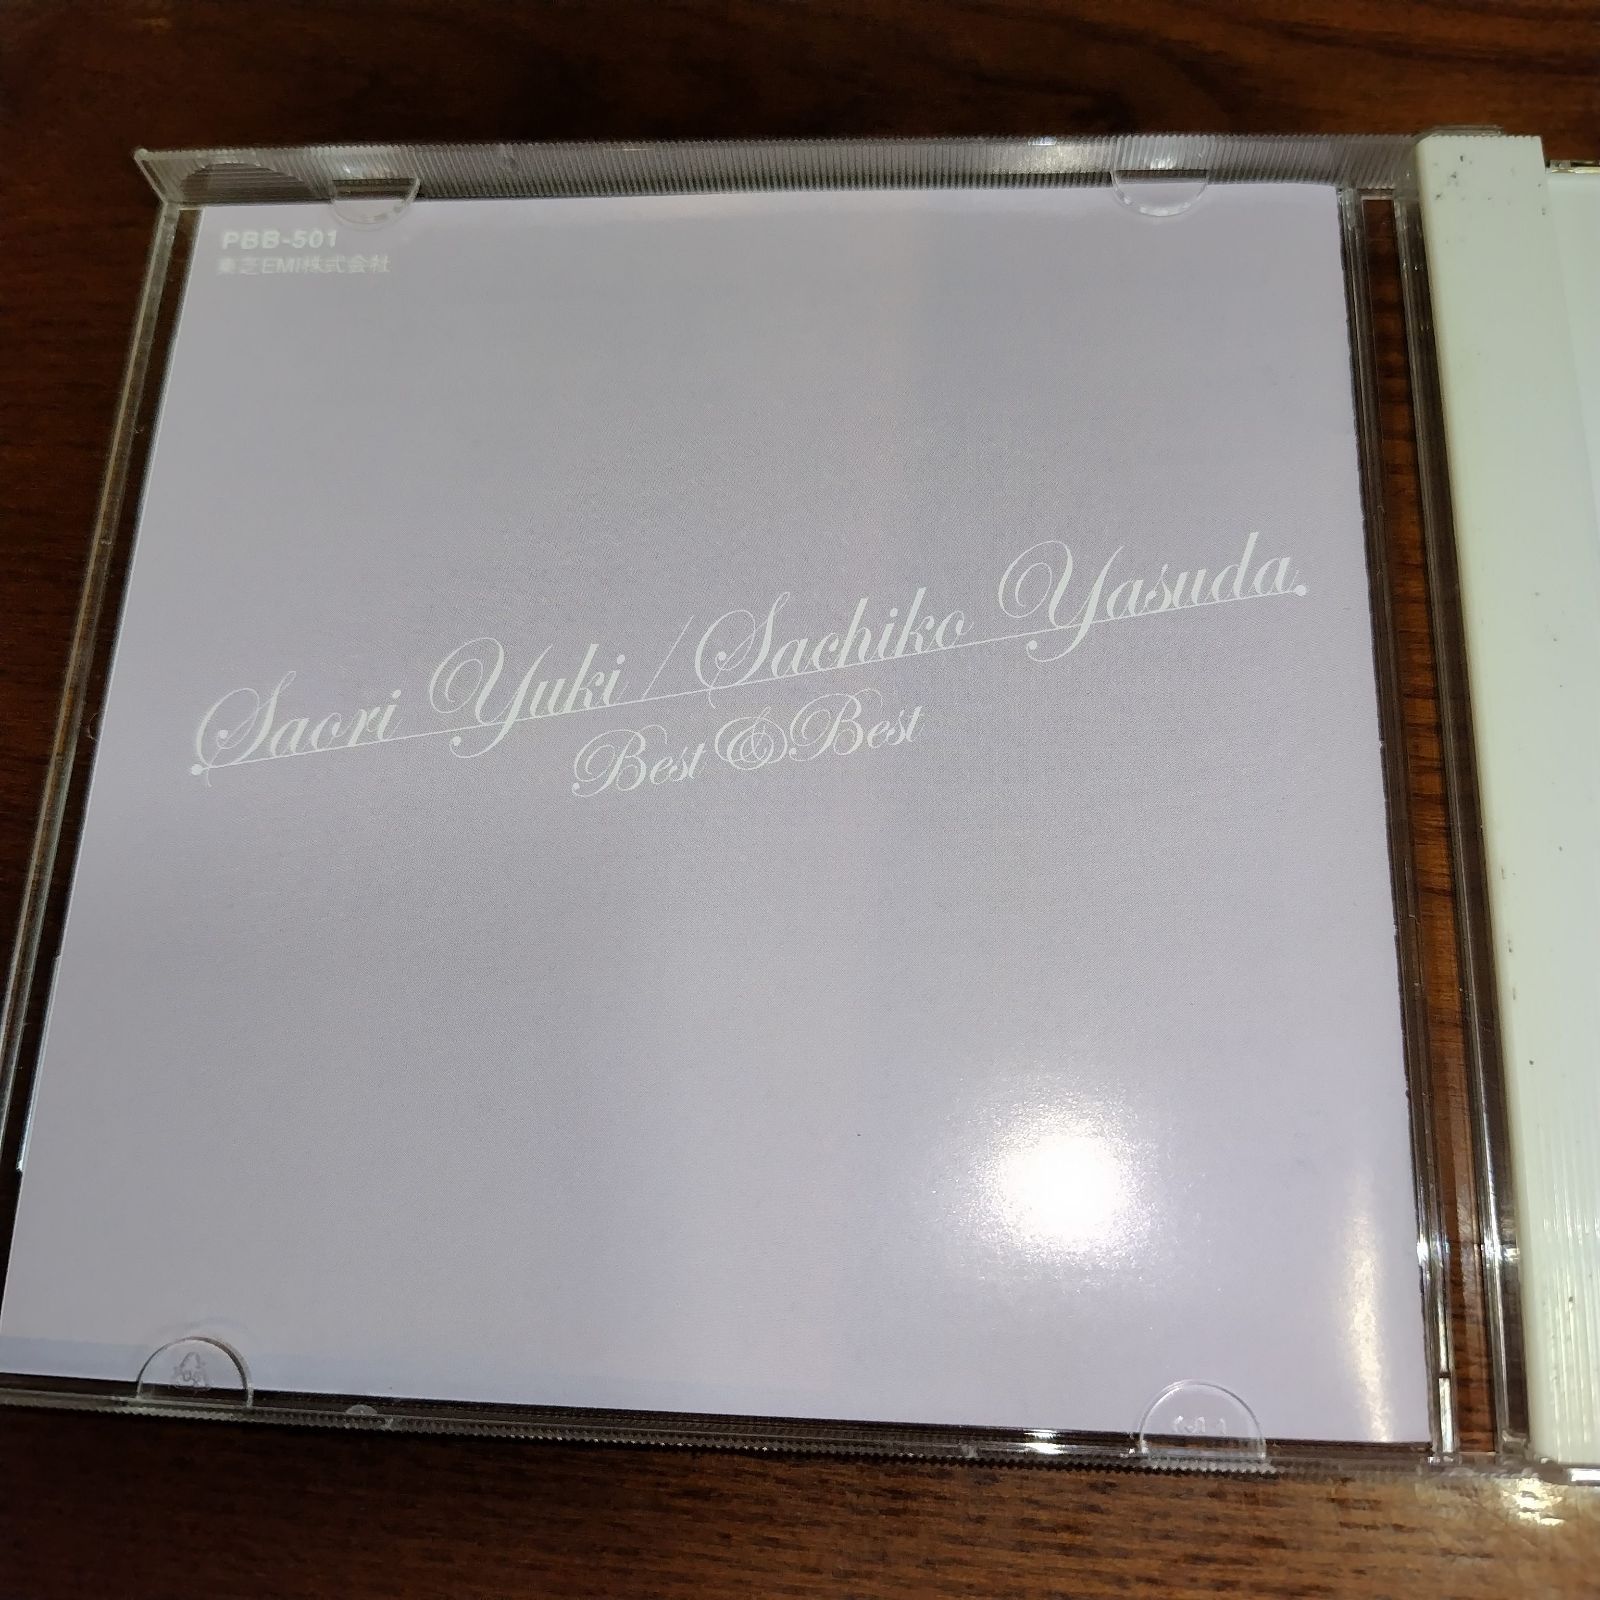 PBB-501
東芝EMI株式会社
Saori Yuki / Sachiko Yasuda
Best & Best